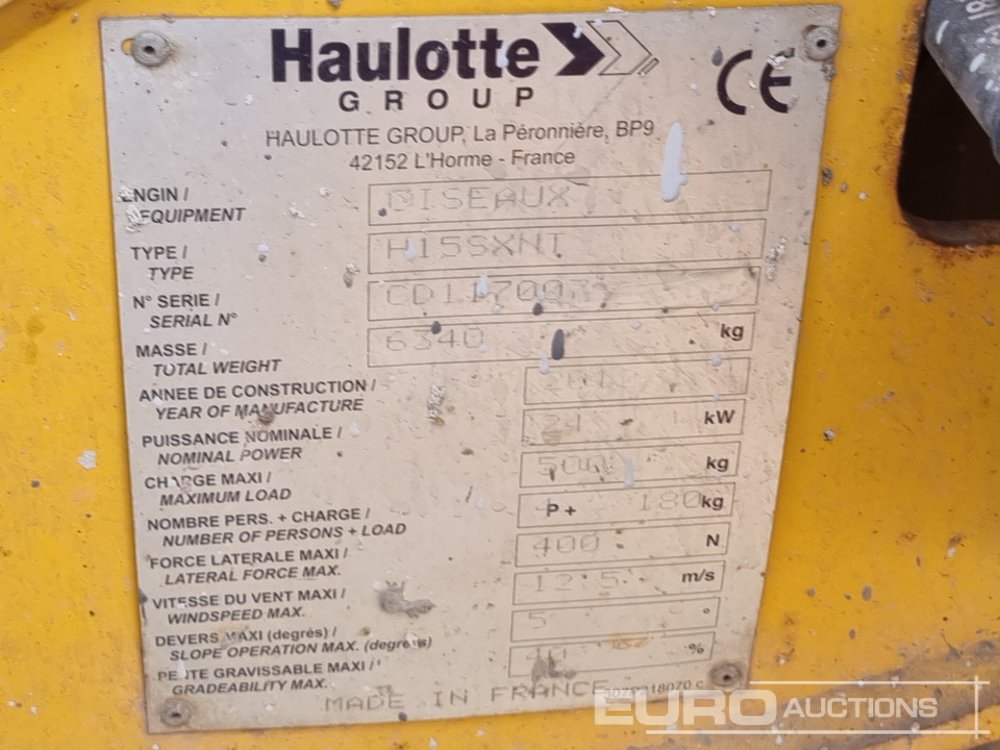 Haulotte
GROUP
CE
HAULOTTE GROUP, La Péronnière, BP9
42152 L'Horme - France
ENGIN /
EQUIPMENT
CISEAUX
TYPE /
TYPE
H15SXNT
N° SERIE /
SERIAL N°
CD117009
MASSE /
TOTAL WEIGHT
6340 kg
ANNEE DE CONSTRUCTION /
YEAR OF MANUFACTURE
PUISSANCE NOMINALE /
NOMINAL POWER
kW
CHARGE MAXI /
MAXIMUM LOAD
500 kg
NOMBRE PERS. + CHARGE /
NUMBER OF PERSONS + LOAD
P + 180kg
FORCE LATERALE MAXI /
LATERAL FORCE MAX.
400 N
VITESSE DU VENT MAXI /
WINDSPEED MAX.
12.5 m/s
DEVERS MAXI (degrés) /
SLOPE OPERATION MAX. (degrees)
5 °
PENTE GRAVISSABLE MAXI /
GRADEABILITY MAX.
40 %
MADE IN FRANCE
EURO AUCTIONS